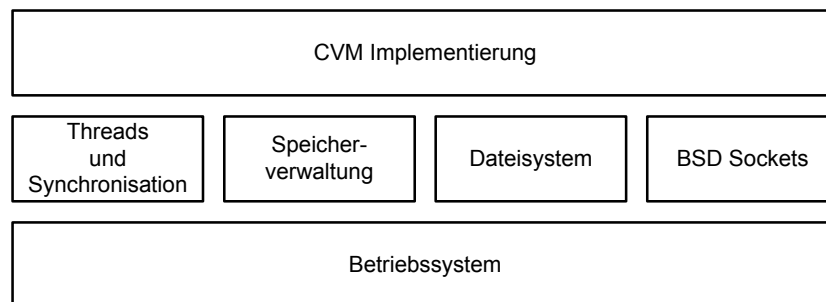 CVM Implementierung
Threads
und
Synchronisation
Speicher-
verwaltung
Dateisystem
BSD Sockets
Betriebssystem